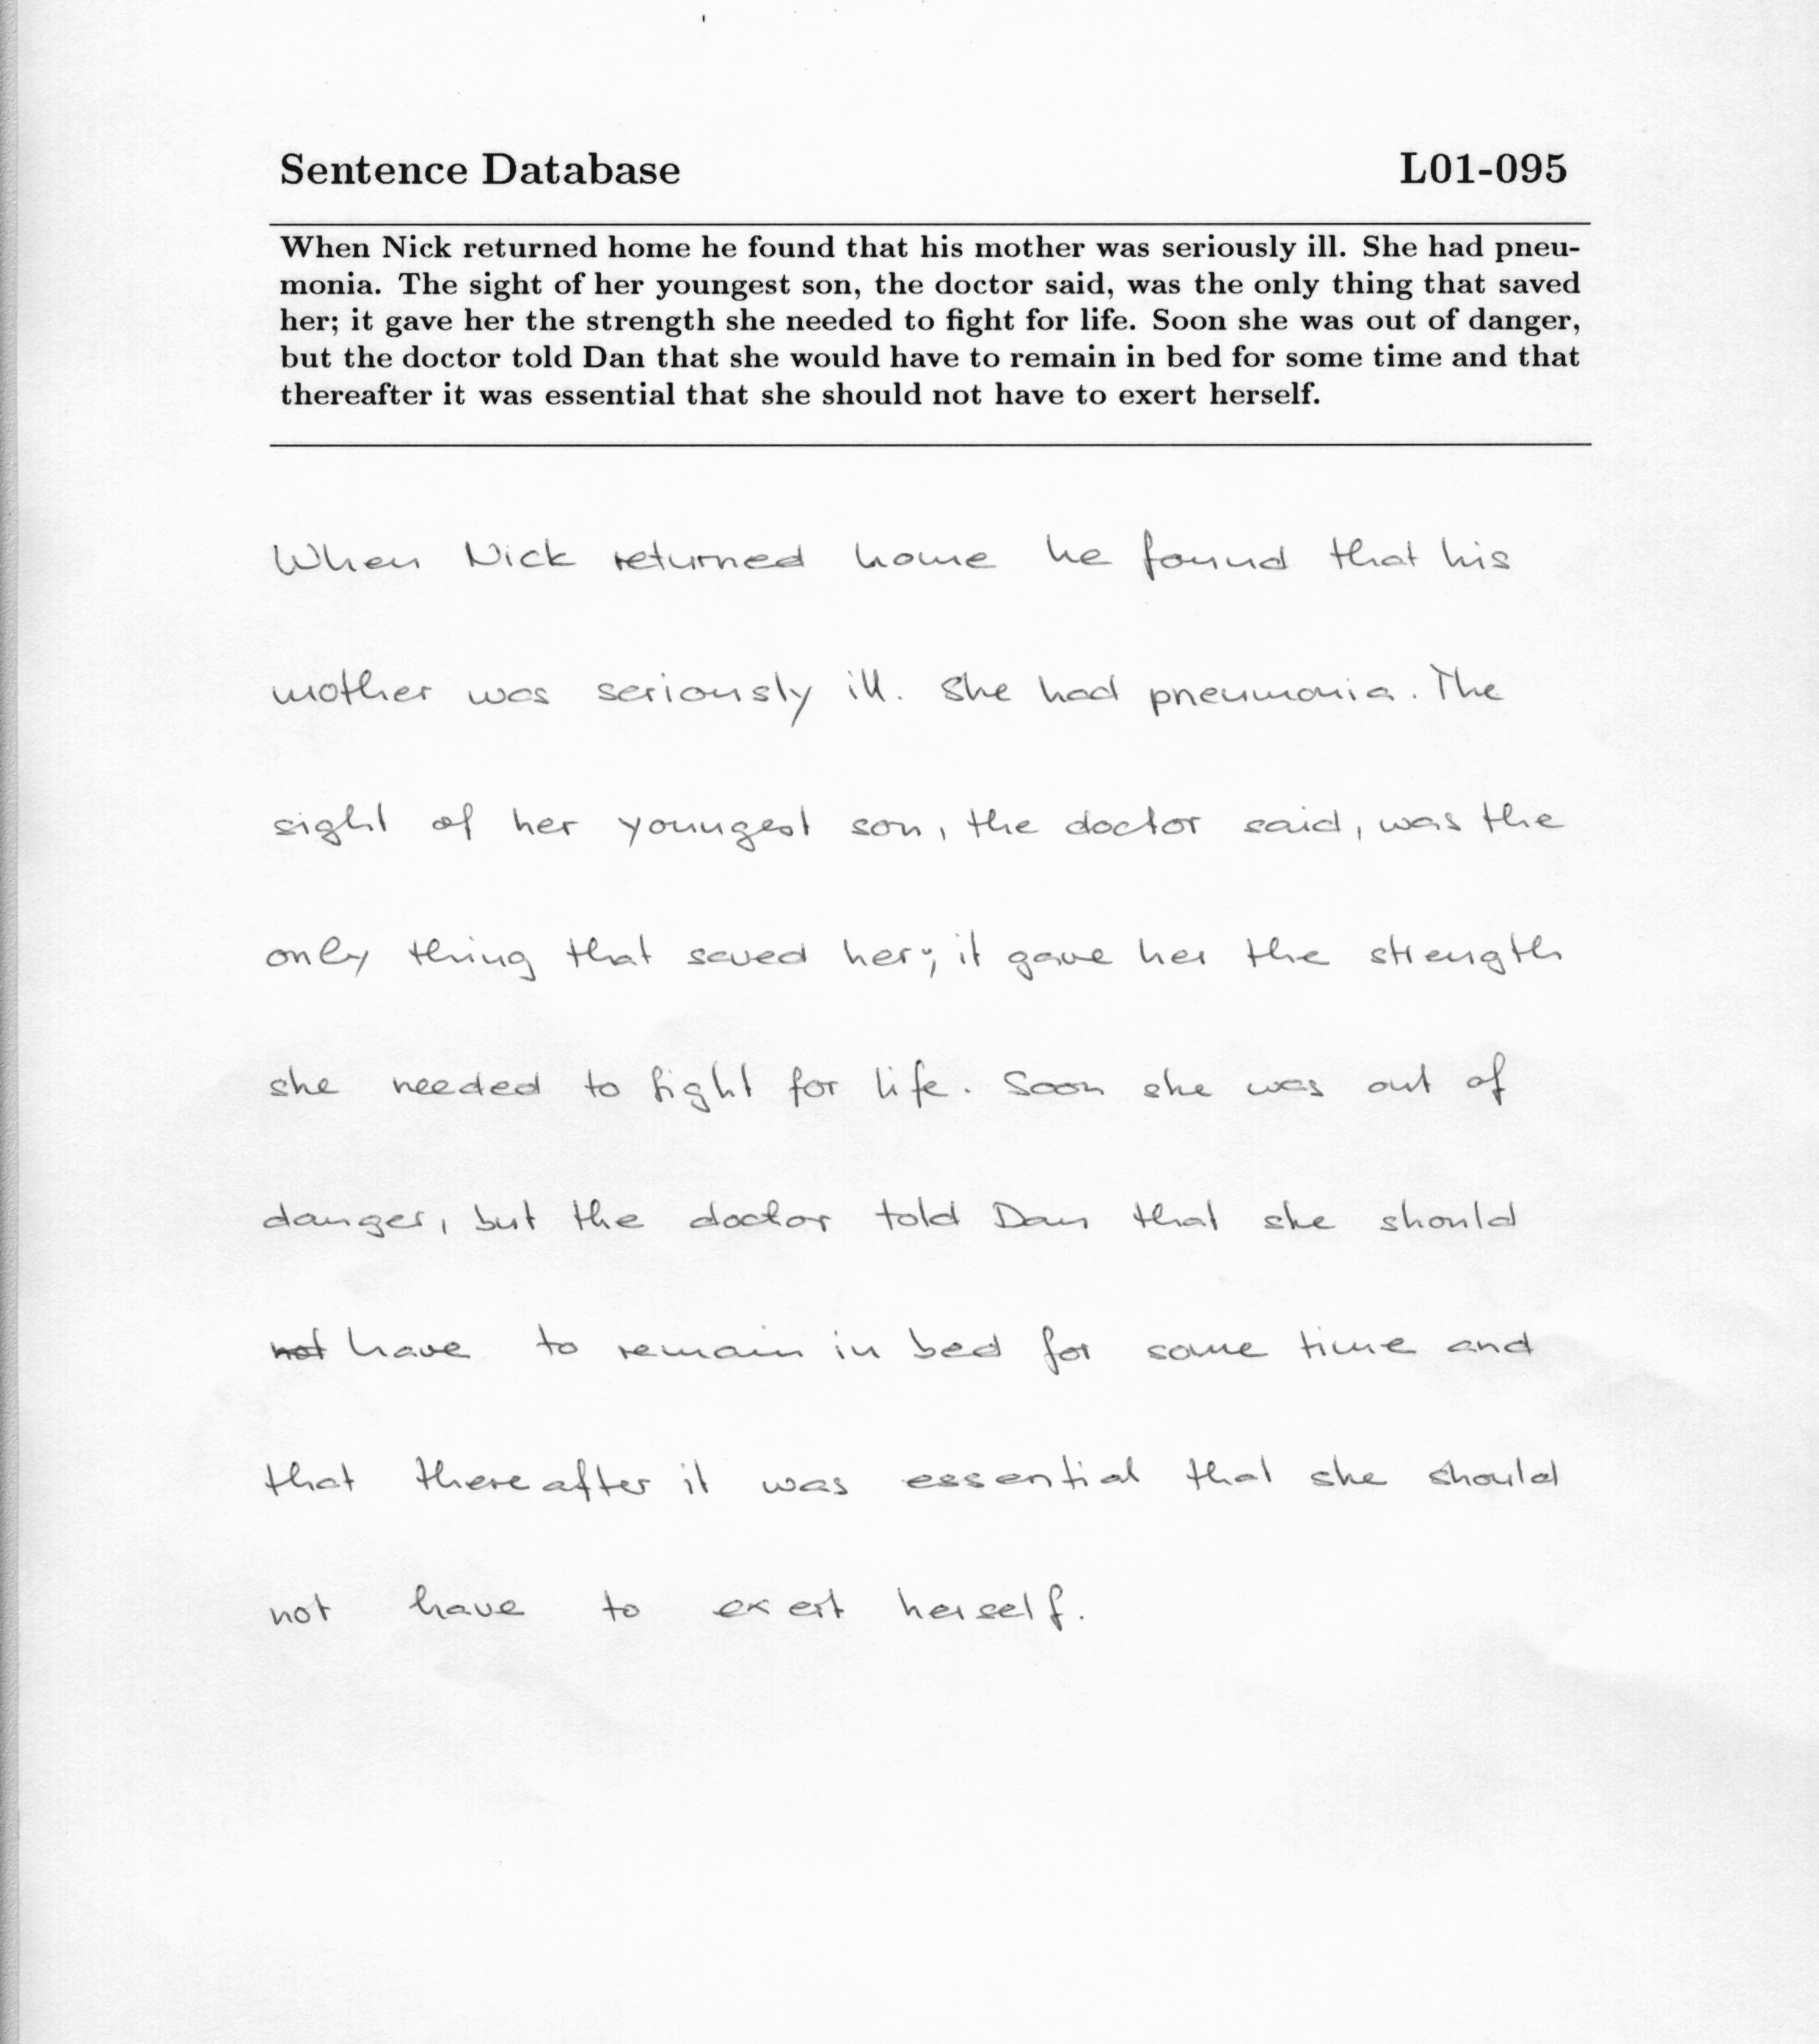 Sentence Database L01-095
When Nick returned home he found that his mother was seriously ill. She had pneu-
monia. The sight of her youngest son, the doctor said, was the only thing that saved
her; it gave her the strength she needed to fight for life. Soon she was out of danger,
but the doctor told Dan that she would have to remain in bed for some time and that
thereafter it was essential that she should not have to exert herself.
When Nick returned home he found that his
mother was seriously ill. She had pneumonia. The
sight of her youngest son, the doctor said, was the
only thing that saved her; it gave her the strength
she needed to fight for life. Soon she was out of
danger, but the doctor told Dan that she should
not have to remain in bed for some time and
that thereafter it was essential that she should
not have to exert herself.